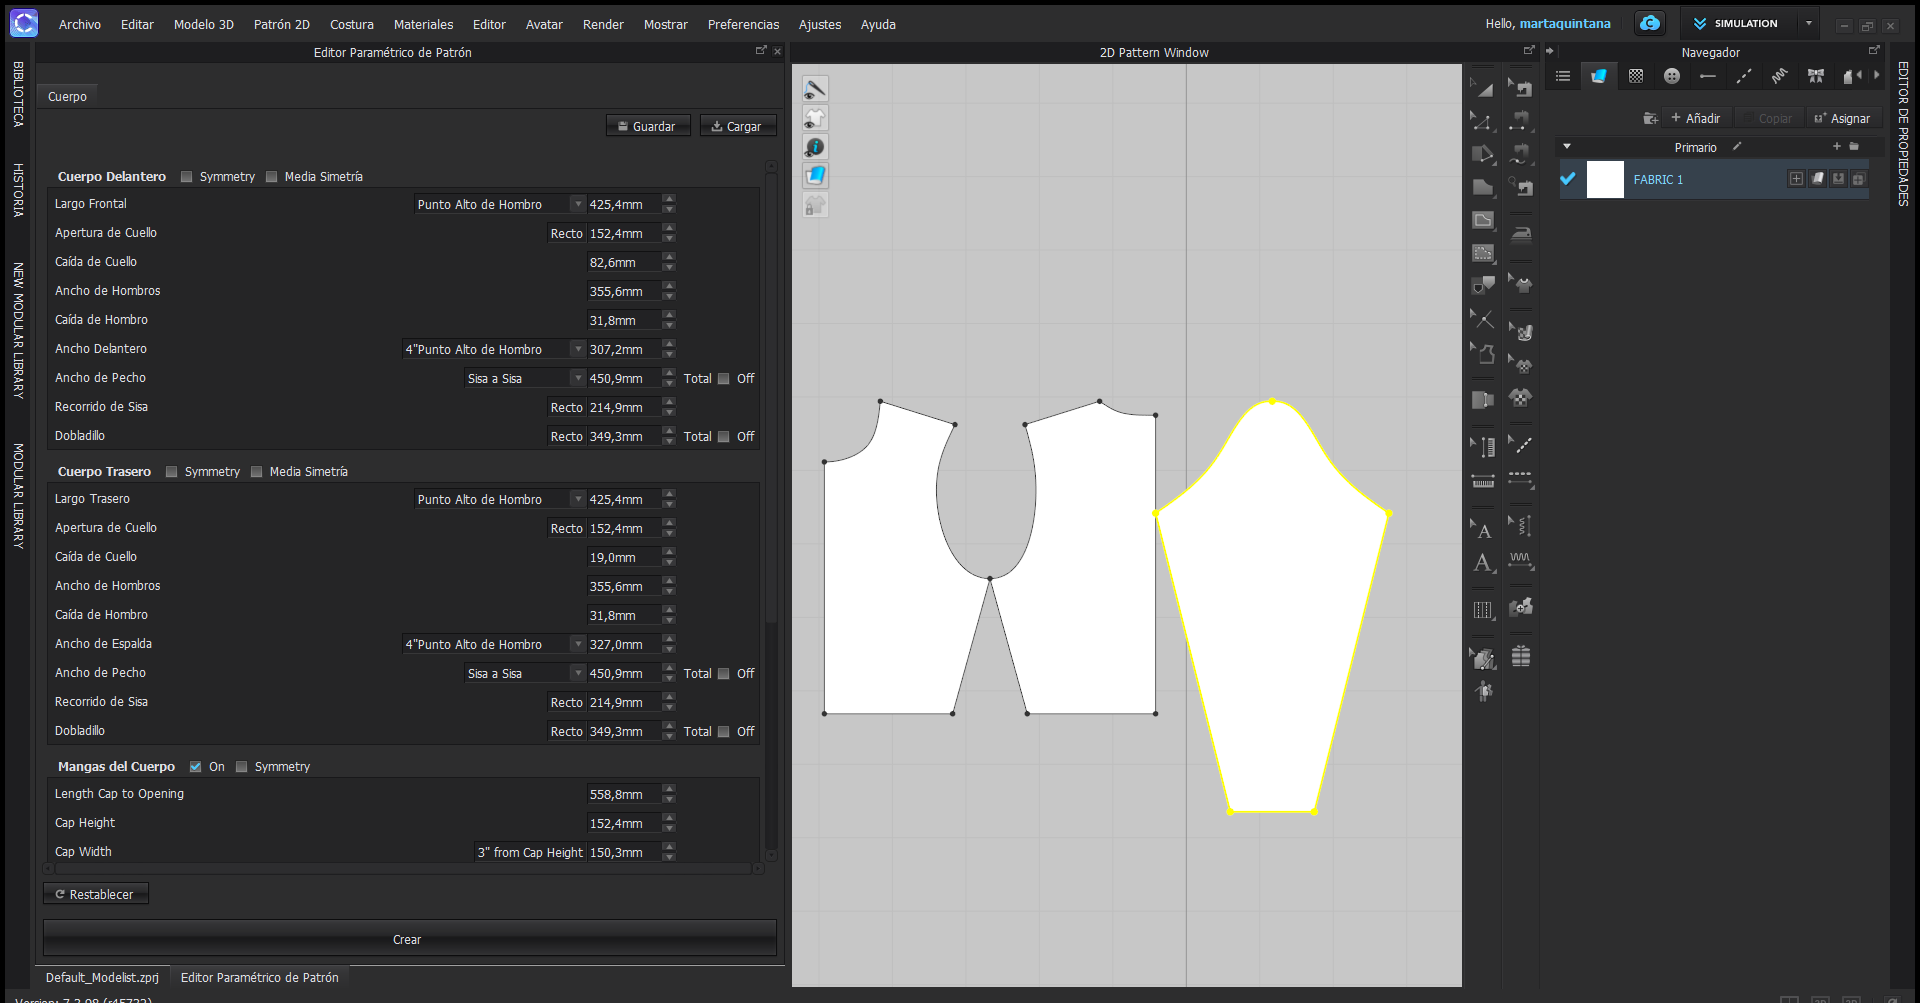 Archivo Editar Modelo 3D Patrón 2D Costura Materiales Editor Avatar Render Mostrar Preferencias Ajustes Ayuda Hello, martaquintana SIMULATION
Editor Paramétrico de Patrón
2D Pattern Window
Navegador
BIBLIOTECA
HISTORIA
NEW MODULAR LIBRARY
MODULAR LIBRARY
Cuerpo
Guardar Cargar
Cuerpo Delantero Symmetry Media Simetría
Largo Frontal Punto Alto de Hombro 425,4mm
Apertura de Cuello Recto 152,4mm
Caída de Cuello 82,6mm
Ancho de Hombros 355,6mm
Caída de Hombro 31,8mm
Ancho Delantero 4"Punto Alto de Hombro 307,2mm
Ancho de Pecho Sisa a Sisa 450,9mm Total Off
Recorrido de Sisa Recto 214,9mm
Dobladillo Recto 349,3mm Total Off
Cuerpo Trasero Symmetry Media Simetría
Largo Trasero Punto Alto de Hombro 425,4mm
Apertura de Cuello Recto 152,4mm
Caída de Cuello 19,0mm
Ancho de Hombros 355,6mm
Caída de Hombro 31,8mm
Ancho de Espalda 4"Punto Alto de Hombro 327,0mm
Ancho de Pecho Sisa a Sisa 450,9mm Total Off
Recorrido de Sisa Recto 214,9mm
Dobladillo Recto 349,3mm Total Off
Mangas del Cuerpo On Symmetry
Length Cap to Opening 558,8mm
Cap Height 152,4mm
Cap Width 3" from Cap Height 150,3mm
Restablecer
Crear
Default_Modelist.zprj Editor Paramétrico de Patrón
Version: 7.3.98 (r45732)
A
A
Añadir Copiar Asignar
Primario
FABRIC 1
EDITOR DE PROPIEDADES